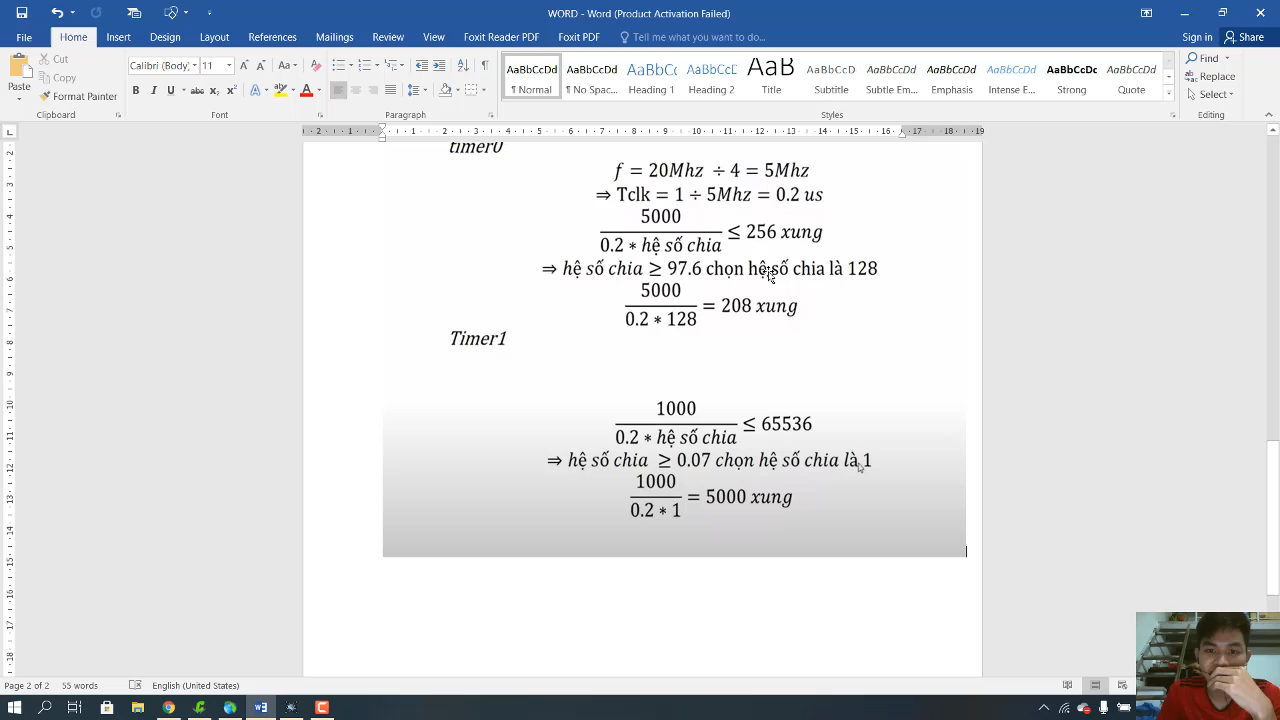 WORD - Word (Product Activation Failed)
File Home Insert Design Layout References Mailings Review View Foxit Reader PDF Foxit PDF Tell me what you want to do... Sign in Share
Paste
Cut
Copy
Format Painter
Clipboard
Calibri (Body) 11
Font
Paragraph
AaBbCcDd AaBbCcDd AaBbCc AaBbCcD AaB AaBbCcD AaBbCcDd AaBbCcDd AaBbCcDd AaBbCcDd AaBbCcDd
¶ Normal ¶ No Spac... Heading 1 Heading 2 Title Subtitle Subtle Em... Emphasis Intense E... Strong Quote
Styles
Find
Replace
Select
Editing
timer0
f = 20Mhz ÷ 4 = 5Mhz
⇒ Tclk = 1 ÷ 5Mhz = 0.2 us
5000
0.2 * hệ số chia ≤ 256 xung
⇒ hệ số chia ≥ 97.6 chọn hệ số chia là 128
5000
0.2 * 128 = 208 xung
Timer1
1000
0.2 * hệ số chia ≤ 65536
⇒ hệ số chia ≥ 0.07 chọn hệ số chia là 1
1000
0.2 * 1 = 5000 xung
Page 2 of 2 55 words English (United States)